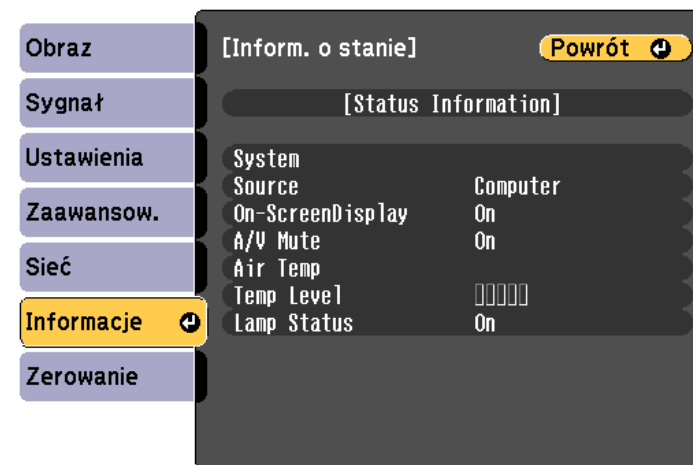 Obraz
Sygnał
Ustawienia
Zaawansow.
Sieć
Informacje
Zerowanie
[Inform. o stanie]
Powrót
[Status Information]
System
Source Computer
On-ScreenDisplay On
A/V Mute On
Air Temp
Temp Level
Lamp Status On